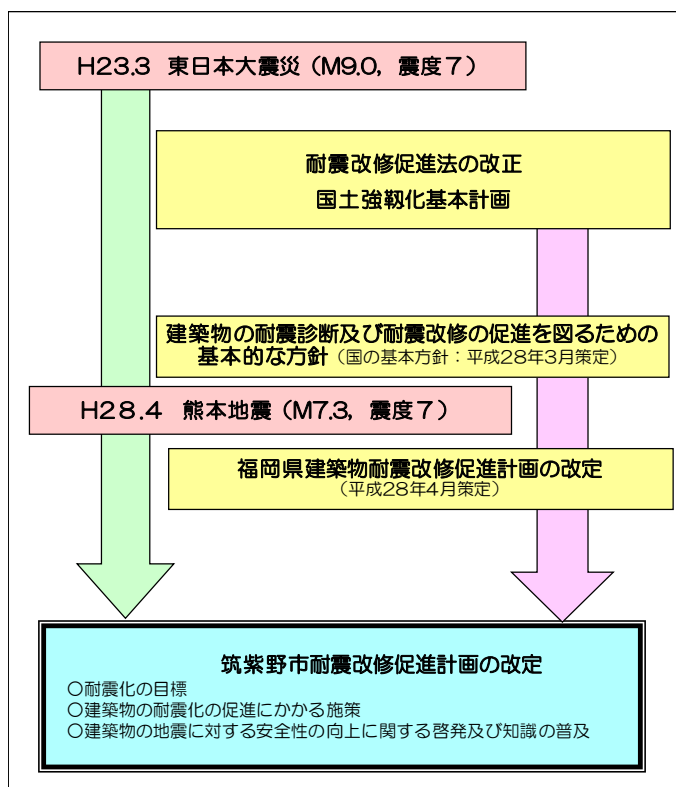 H23.3 東日本大震災（M9.0，震度７）
耐震改修促進法の改正
国土強靱化基本計画
建築物の耐震診断及び耐震改修の促進を図るための
基本的な方針（国の基本方針：平成28年3月策定）
H28.4 熊本地震（M7.3，震度７）
福岡県建築物耐震改修促進計画の改定
（平成28年4月策定）
筑紫野市耐震改修促進計画の改定
○耐震化の目標
○建築物の耐震化の促進にかかる施策
○建築物の地震に対する安全性の向上に関する啓発及び知識の普及